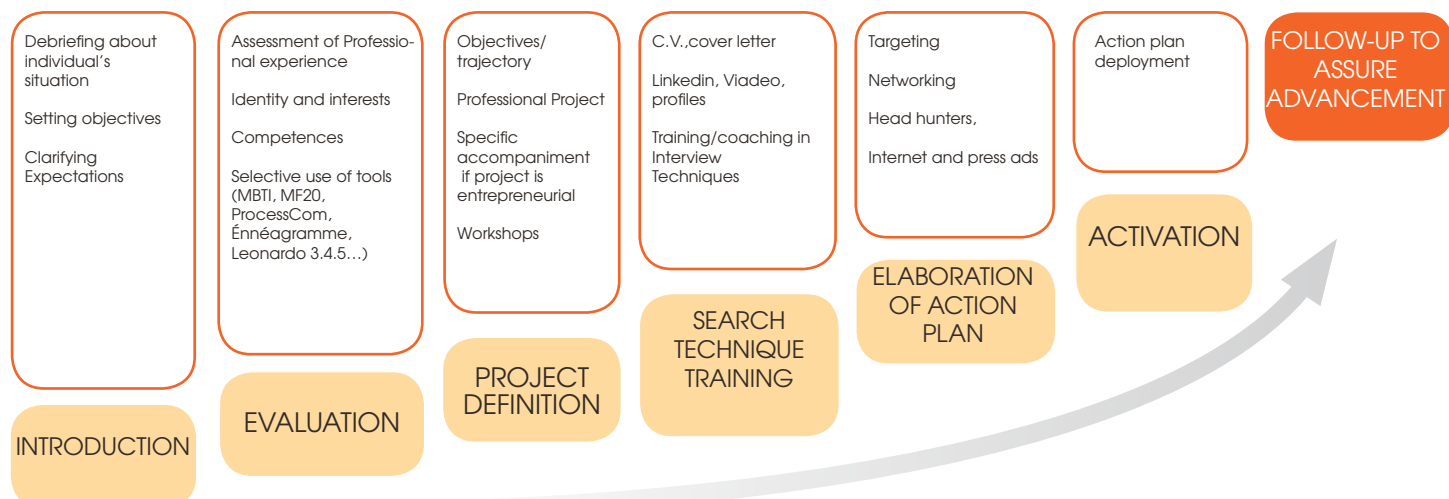 Debriefing about
individual's
situation
Setting objectives
Clarifying
Expectations
INTRODUCTION
Assessment of Professio-
nal experience
Identity and interests
Competences
Selective use of tools
(MBTI, MF20,
ProcessCom,
Énnéagramme,
Leonardo 3.4.5...)
EVALUATION
Objectives/
trajectory
Professional Project
Specific
accompaniment
if project is
entrepreneurial
Workshops
PROJECT
DEFINITION
C.V.,cover letter
Linkedin, Viadeo,
profiles
Training/coaching in
Interview
Techniques
SEARCH
TECHNIQUE
TRAINING
Targeting
Networking
Head hunters,
Internet and press ads
ELABORATION
OF ACTION
PLAN
Action plan
deployment
ACTIVATION
FOLLOW-UP TO
ASSURE
ADVANCEMENT